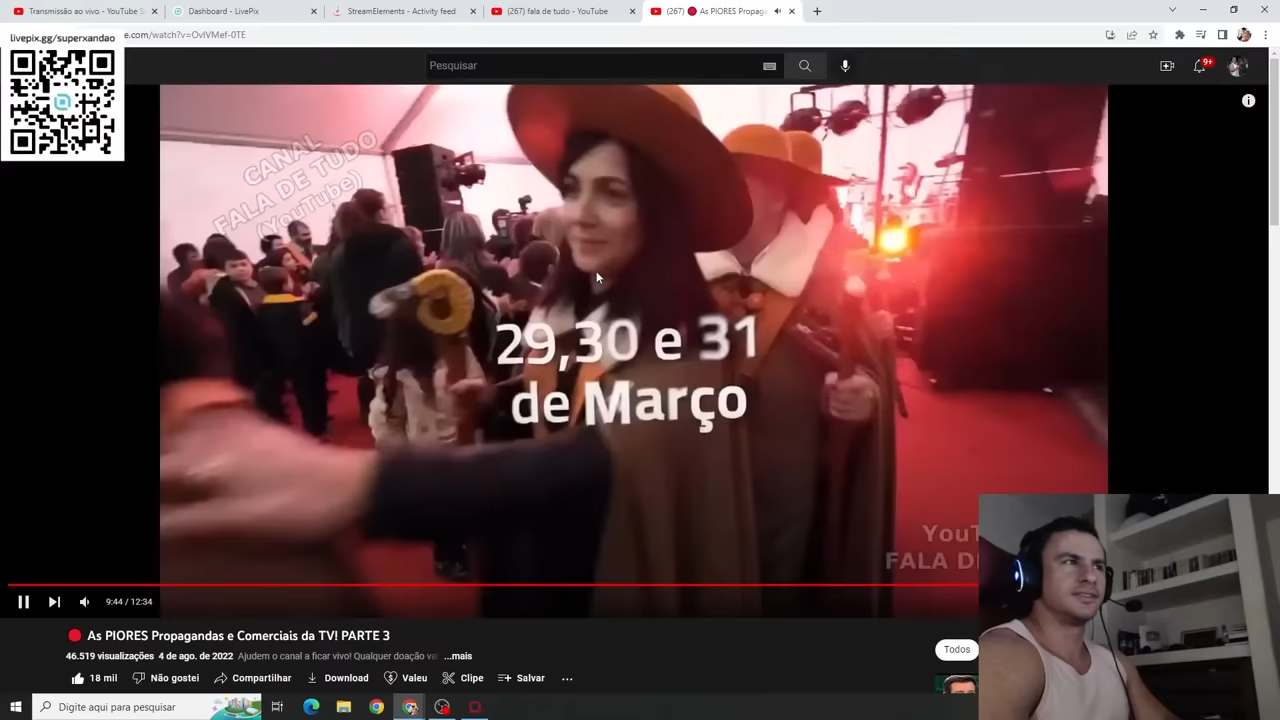 Transmissão ao vivo - YouTube S
Dashboard - LivePix
StreamElements - Activity feed
(267) fala de tudo - YouTube
(267) 🔴 As PIORES Propaga
livepix.gg/superxandao
e.com/watch?v=OvlVMef-0TE
Pesquisar
9+
CANAL
FALA DE TUDO
(YouTube)
29,30 e 31
de Março
YouT
FALA D
9:44 / 12:34
As PIORES Propagandas e Comerciais da TV! PARTE 3
46.519 visualizações 4 de ago. de 2022 Ajudem o canal a ficar vivo! Qualquer doação va ...mais
Todos
18 mil Não gostei Compartilhar Download Valeu Clipe Salvar ...
Digite aqui para pesquisar